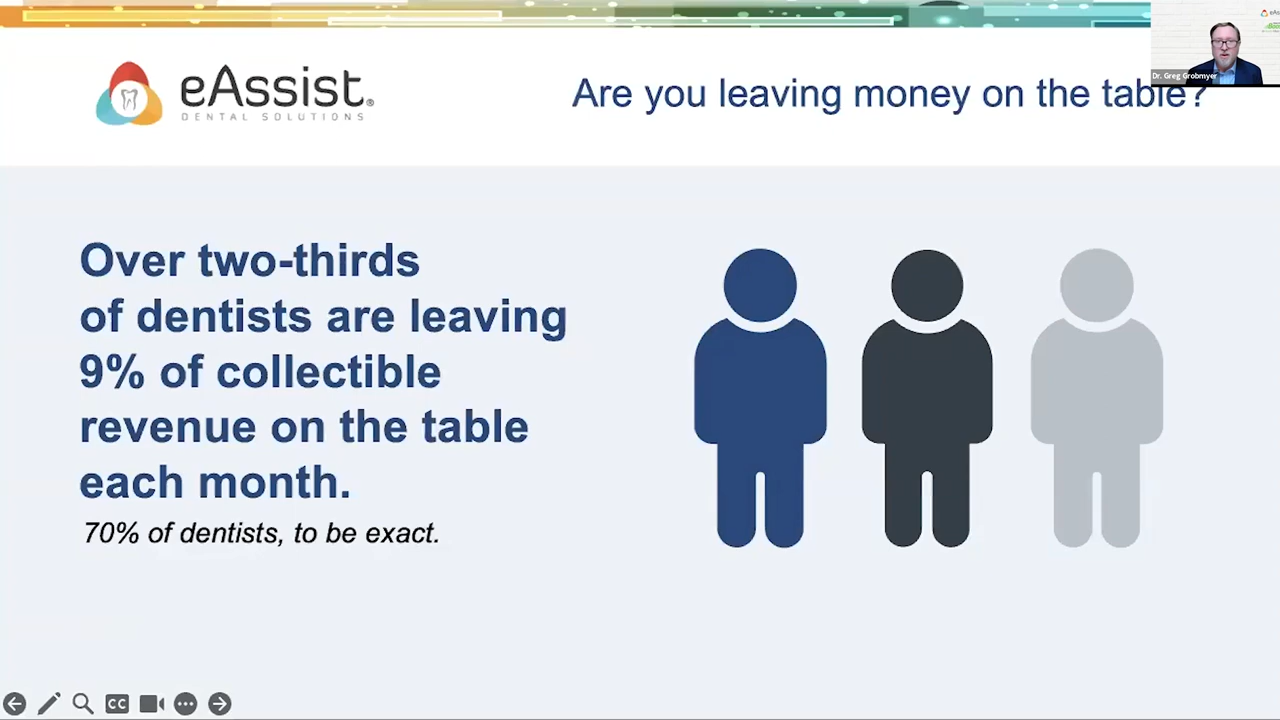 eAssist®
DENTAL SOLUTIONS
Are you leaving money on the table?
Dr. Greg Grobmyer
Over two-thirds
of dentists are leaving
9% of collectible
revenue on the table
each month.
70% of dentists, to be exact.
CC